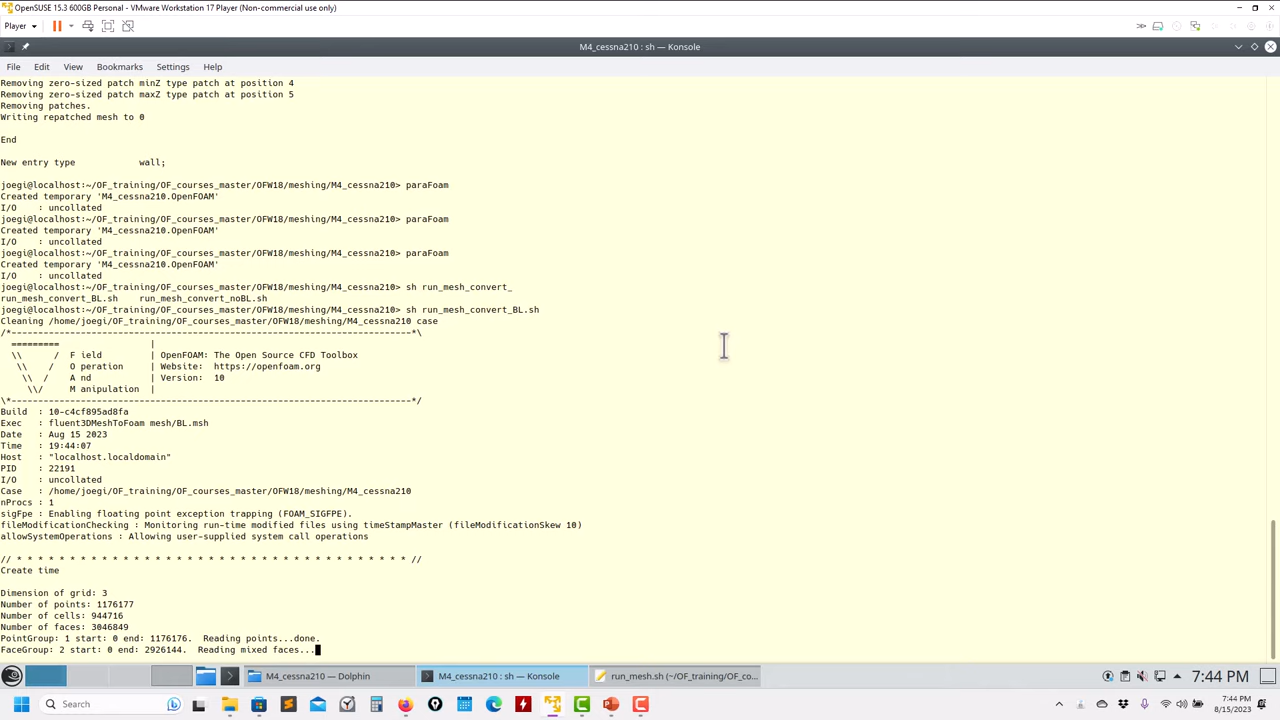 OpenSUSE 15.3 600GB Personal - VMware Workstation 17 Player (Non-commercial use only)
Player
M4_cessna210 : sh — Konsole
File Edit View Bookmarks Settings Help
Removing zero-sized patch minZ type patch at position 4
Removing zero-sized patch maxZ type patch at position 5
Removing patches.
Writing repatched mesh to 0
End
New entry type wall;
joegi@localhost:~/OF_training/OF_courses_master/OFW18/meshing/M4_cessna210> paraFoam
Created temporary 'M4_cessna210.OpenFOAM'
I/O : uncollated
joegi@localhost:~/OF_training/OF_courses_master/OFW18/meshing/M4_cessna210> paraFoam
Created temporary 'M4_cessna210.OpenFOAM'
I/O : uncollated
joegi@localhost:~/OF_training/OF_courses_master/OFW18/meshing/M4_cessna210> paraFoam
Created temporary 'M4_cessna210.OpenFOAM'
I/O : uncollated
joegi@localhost:~/OF_training/OF_courses_master/OFW18/meshing/M4_cessna210> sh run_mesh_convert_
run_mesh_convert_BL.sh run_mesh_convert_noBL.sh
joegi@localhost:~/OF_training/OF_courses_master/OFW18/meshing/M4_cessna210> sh run_mesh_convert_BL.sh
Cleaning /home/joegi/OF_training/OF_courses_master/OFW18/meshing/M4_cessna210 case
/*---------------------------------------------------------------------------*\
========= |
\\ / F ield | OpenFOAM: The Open Source CFD Toolbox
\\ / O peration | Website: https://openfoam.org
\\ / A nd | Version: 10
\\/ M anipulation |
\*---------------------------------------------------------------------------*/
Build : 10-c4cf895ad8fa
Exec : fluent3DMeshToFoam mesh/BL.msh
Date : Aug 15 2023
Time : 19:44:07
Host : "localhost.localdomain"
PID : 22191
I/O : uncollated
Case : /home/joegi/OF_training/OF_courses_master/OFW18/meshing/M4_cessna210
nProcs : 1
sigFpe : Enabling floating point exception trapping (FOAM_SIGFPE).
fileModificationChecking : Monitoring run-time modified files using timeStampMaster (fileModificationSkew 10)
allowSystemOperations : Allowing user-supplied system call operations
// * * * * * * * * * * * * * * * * * * * * * * * * * * * * * * * * * * * * * //
Create time
Dimension of grid: 3
Number of points: 1176177
Number of cells: 944716
Number of faces: 3046849
PointGroup: 1 start: 0 end: 1176176. Reading points...done.
FaceGroup: 2 start: 0 end: 2926144. Reading mixed faces...
M4_cessna210 — Dolphin
M4_cessna210 : sh — Konsole
run_mesh.sh (~/OF_training/OF_co...
7:44 PM
Search
7:44 PM
8/15/2023